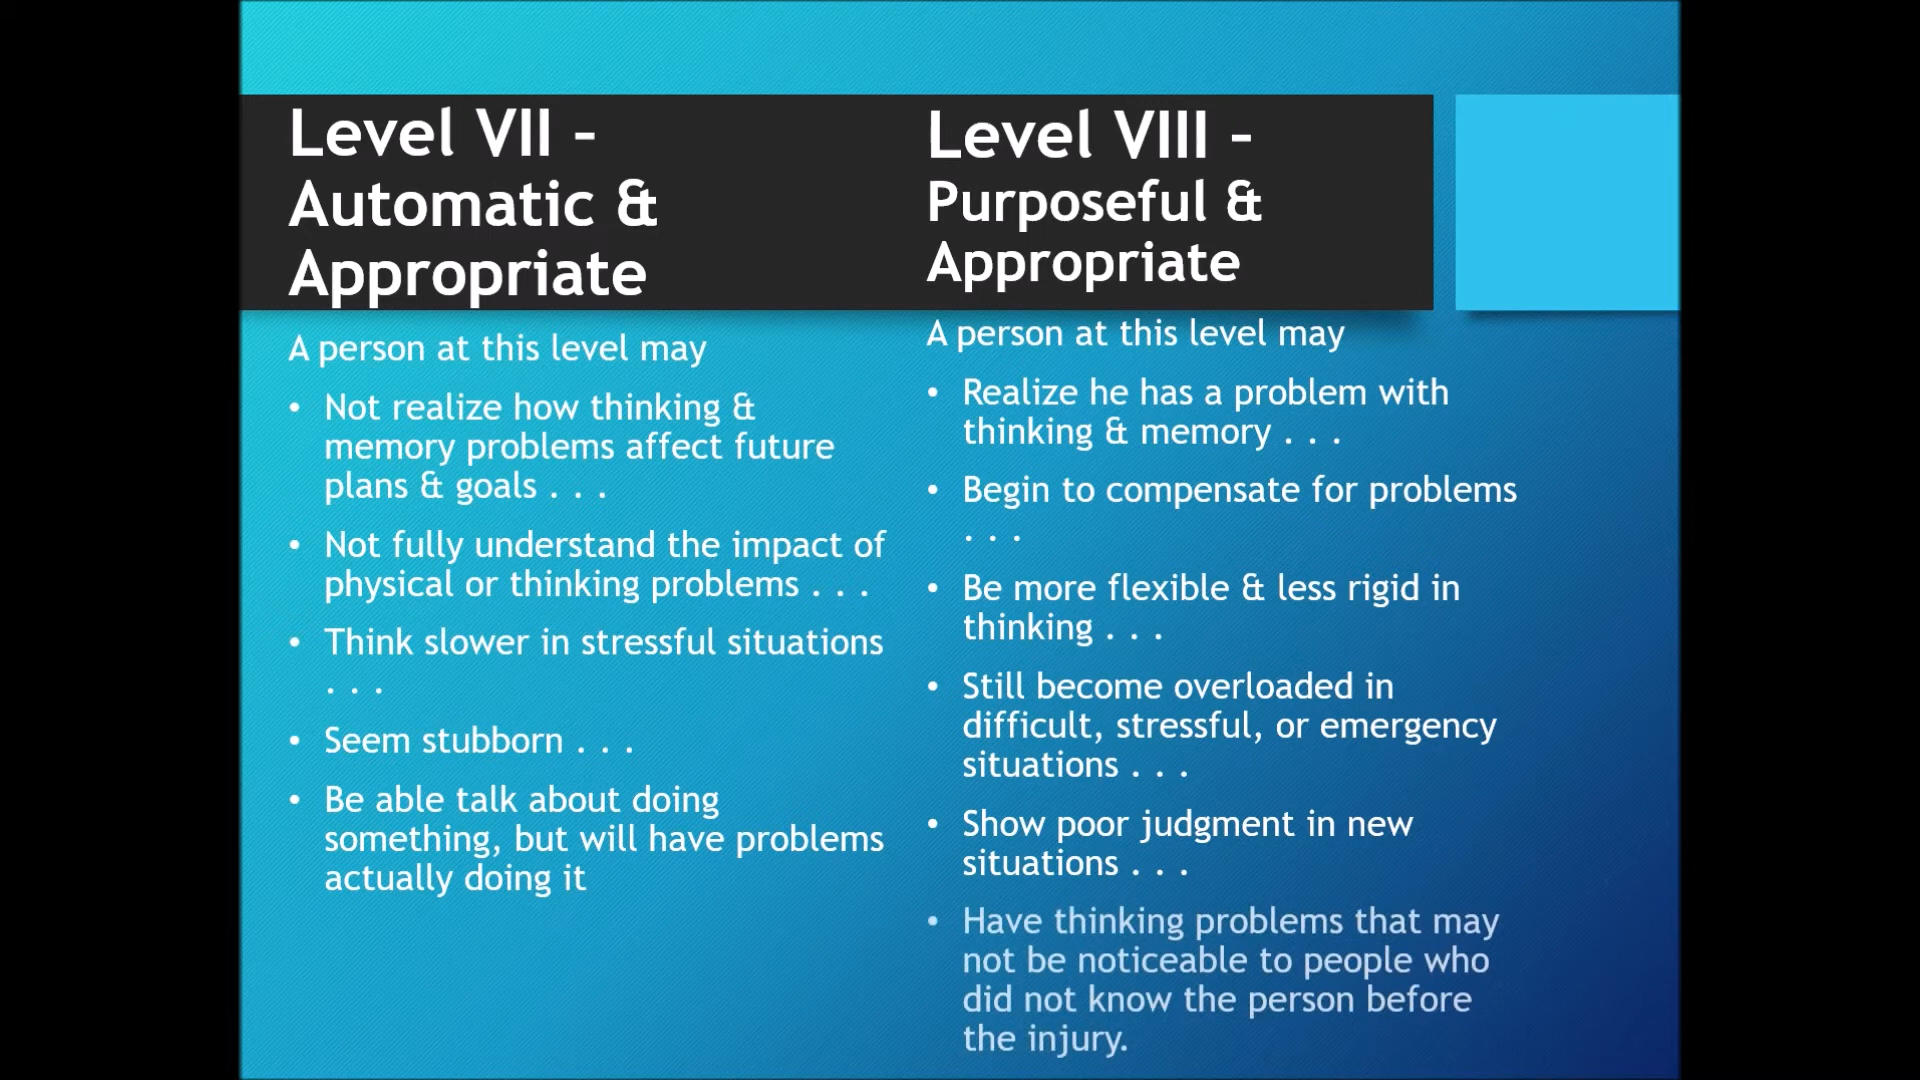 Level VII –
Automatic &
Appropriate
A person at this level may
• Not realize how thinking &
memory problems affect future
plans & goals . . .
• Not fully understand the impact of
physical or thinking problems . . .
• Think slower in stressful situations
. . .
• Seem stubborn . . .
• Be able talk about doing
something, but will have problems
actually doing it
Level VIII –
Purposeful &
Appropriate
A person at this level may
• Realize he has a problem with
thinking & memory . . .
• Begin to compensate for problems
. . .
• Be more flexible & less rigid in
thinking . . .
• Still become overloaded in
difficult, stressful, or emergency
situations . . .
• Show poor judgment in new
situations . . .
• Have thinking problems that may
not be noticeable to people who
did not know the person before
the injury.